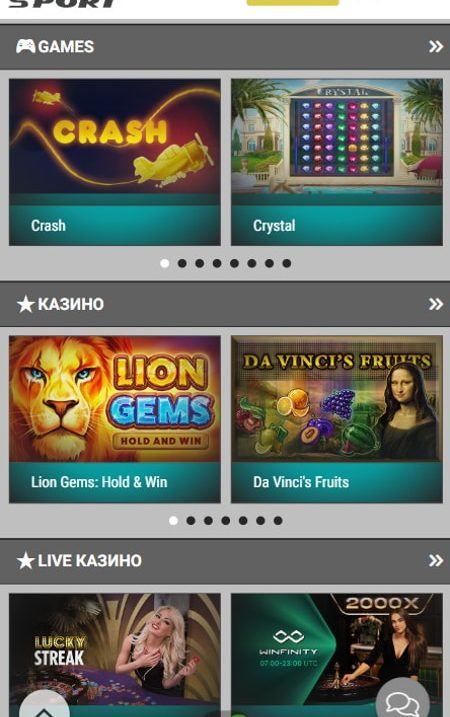 SPORT
GAMES
CRASH
CRYSTAL
Crash
Crystal
КАЗИНО
LION
GEMS
HOLD AND WIN
DA VINCI'S FRUITS
Lion Gems: Hold & Win
Da Vinci's Fruits
LIVE КАЗИНО
LUCKY
STREAK
2000X
WINFINITY
07:00-23:00 UTC